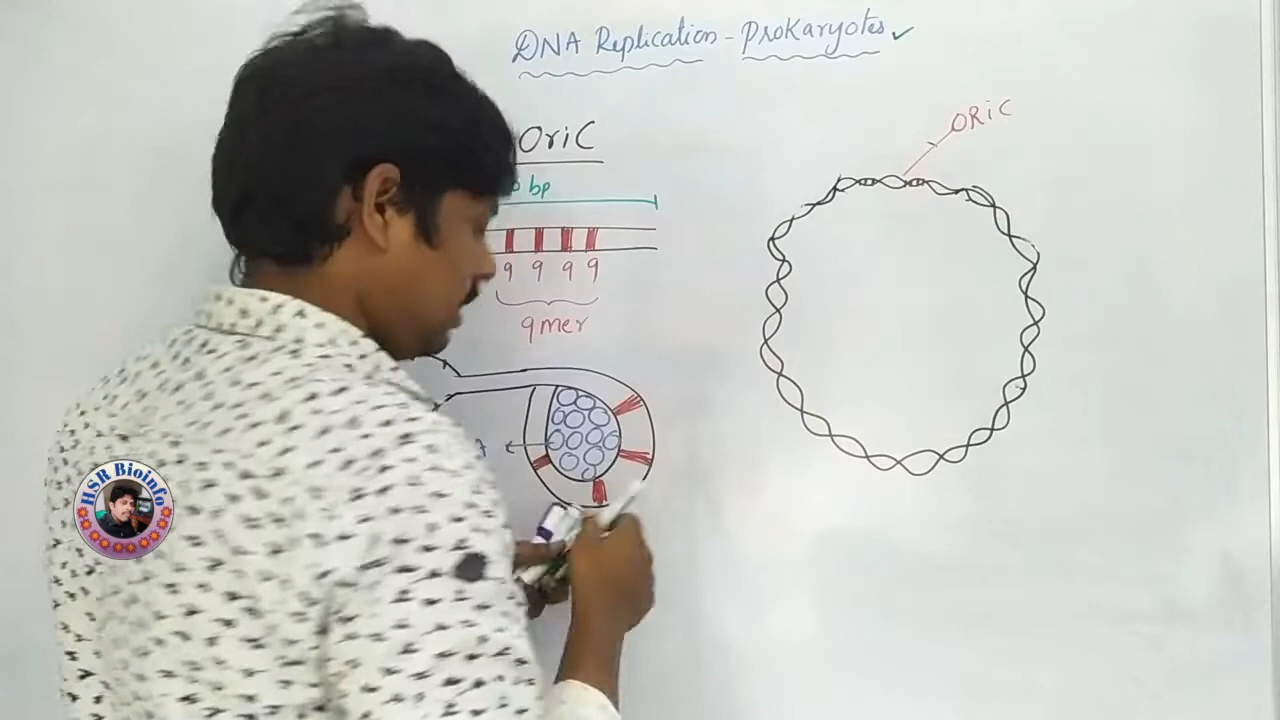 DNA Replication - Prokaryotes
OriC
bp
9 9 9 9
9mer
ORiC
HSR Bioinfo